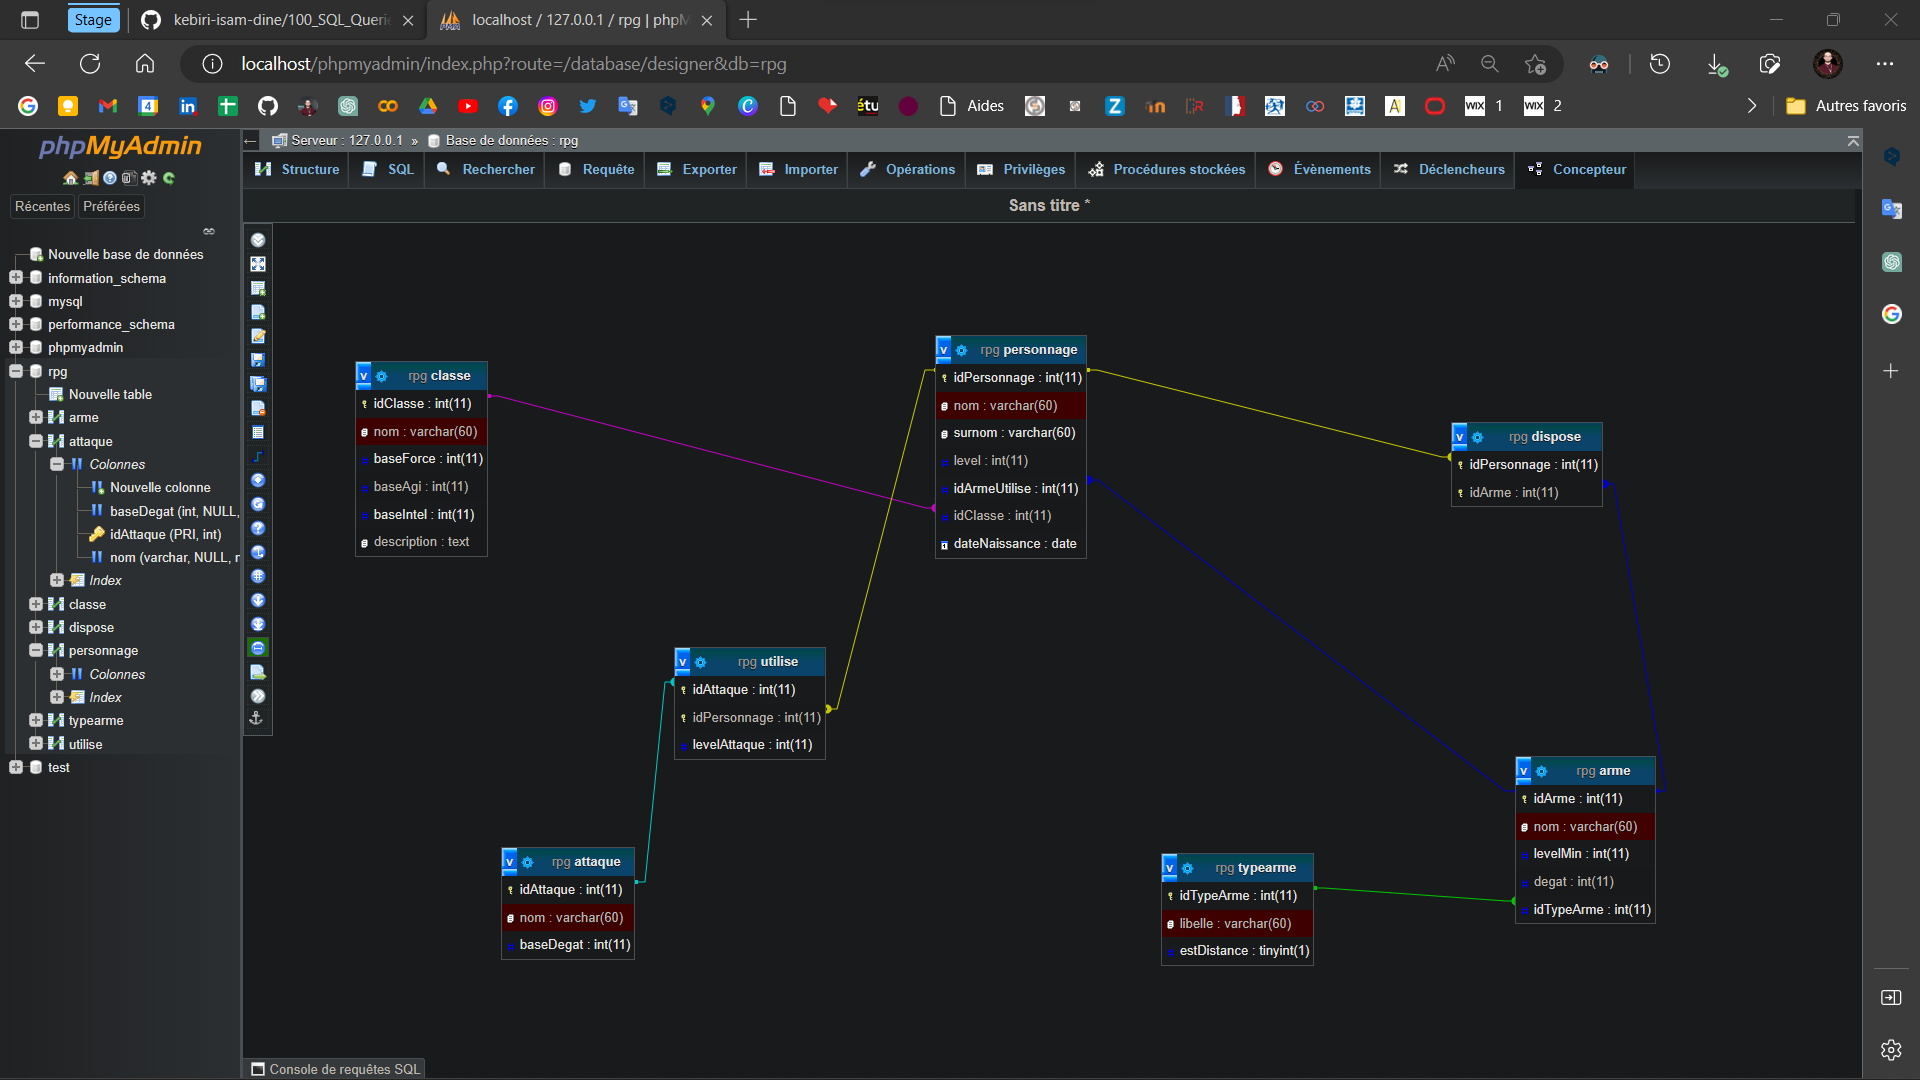 Stage
kebiri-isam-dine/100_SQL_Querie
localhost / 127.0.0.1 / rpg | phpM
localhost/phpmyadmin/index.php?route=/database/designer&db=rpg
étu
Aides
1
2
Autres favoris
phpMyAdmin
Récentes
Préférées
Nouvelle base de données
information_schema
mysql
performance_schema
phpmyadmin
rpg
Nouvelle table
arme
attaque
Colonnes
Nouvelle colonne
baseDegat (int, NULL,
idAttaque (PRI, int)
nom (varchar, NULL, r
Index
classe
dispose
personnage
Colonnes
Index
typearme
utilise
test
Serveur : 127.0.0.1 » Base de données : rpg
Structure
SQL
Rechercher
Requête
Exporter
Importer
Opérations
Privilèges
Procédures stockées
Évènements
Déclencheurs
Concepteur
Sans titre *
v rpg classe
idClasse : int(11)
nom : varchar(60)
baseForce : int(11)
baseAgi : int(11)
baseIntel : int(11)
description : text
v rpg personnage
idPersonnage : int(11)
nom : varchar(60)
surnom : varchar(60)
level : int(11)
idArmeUtilise : int(11)
idClasse : int(11)
dateNaissance : date
v rpg dispose
idPersonnage : int(11)
idArme : int(11)
v rpg utilise
idAttaque : int(11)
idPersonnage : int(11)
levelAttaque : int(11)
v rpg attaque
idAttaque : int(11)
nom : varchar(60)
baseDegat : int(11)
v rpg typearme
idTypeArme : int(11)
libelle : varchar(60)
estDistance : tinyint(1)
v rpg arme
idArme : int(11)
nom : varchar(60)
levelMin : int(11)
degat : int(11)
idTypeArme : int(11)
Console de requêtes SQL